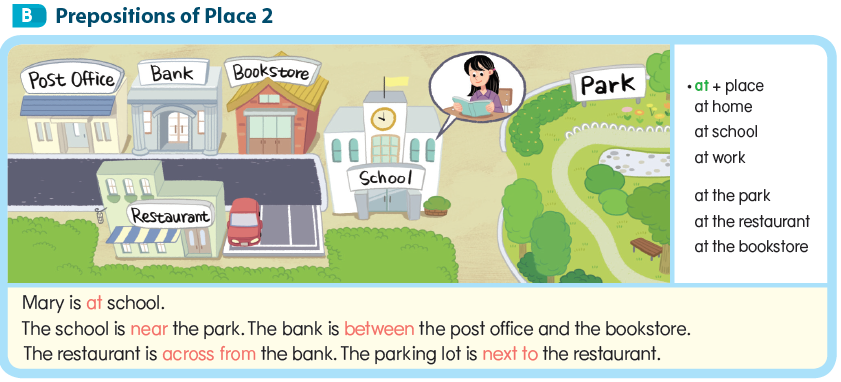 B Prepositions of Place 2
Post Office
Bank
Bookstore
School
Park
Restaurant
• at + place
at home
at school
at work
at the park
at the restaurant
at the bookstore
Mary is at school.
The school is near the park. The bank is between the post office and the bookstore.
The restaurant is across from the bank. The parking lot is next to the restaurant.